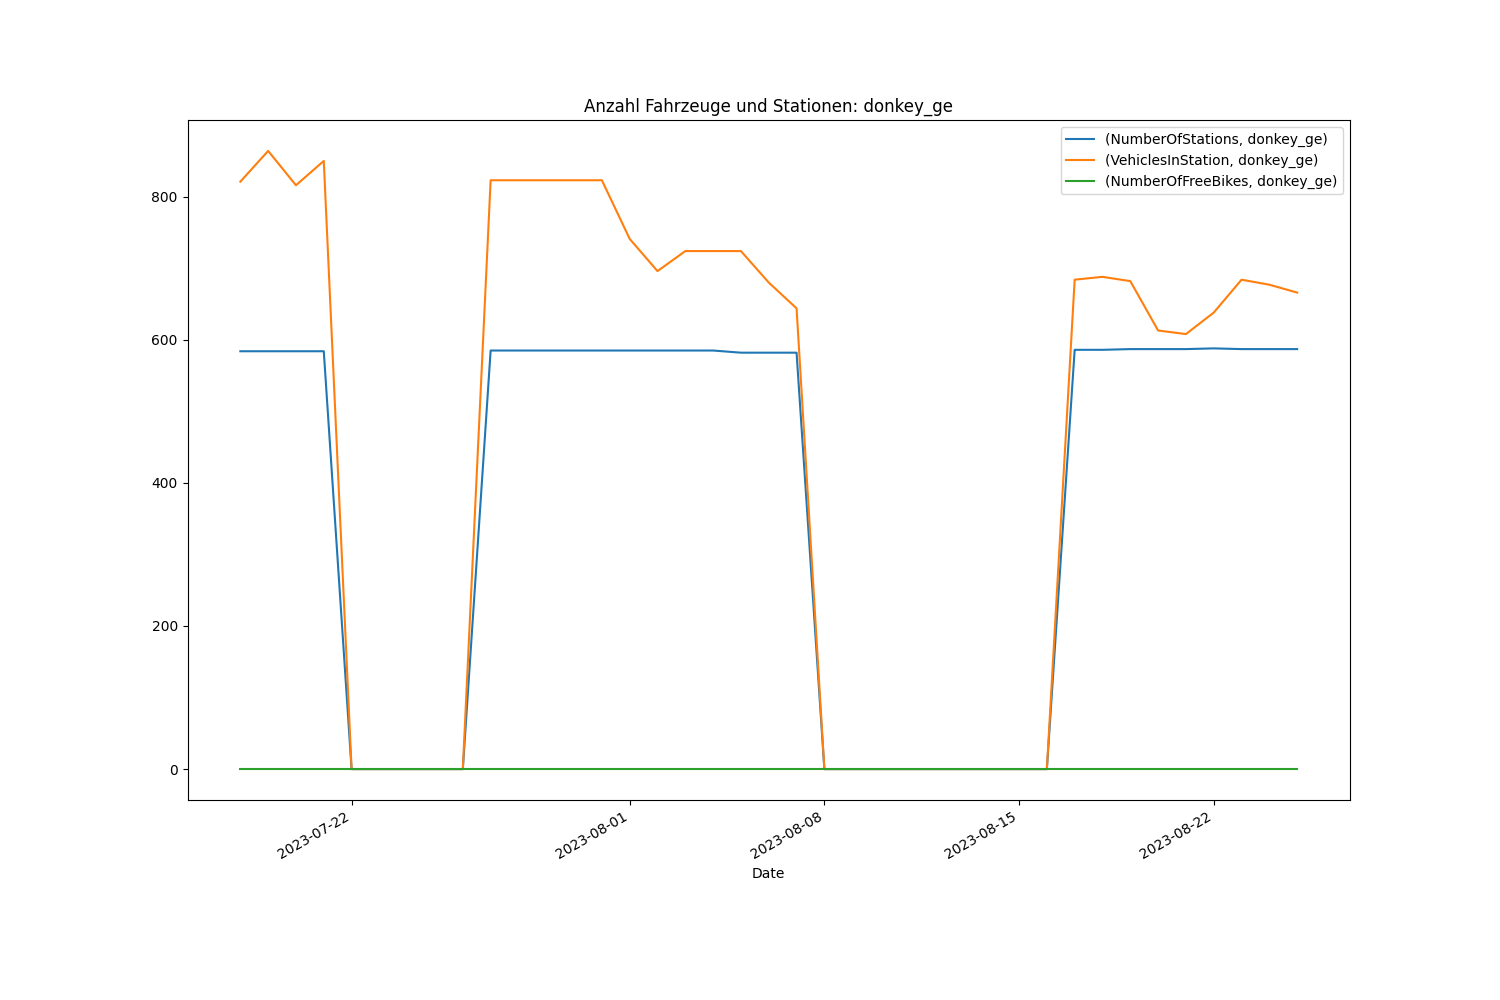 Anzahl Fahrzeuge und Stationen: donkey_ge
(NumberOfStations, donkey_ge)
(VehiclesInStation, donkey_ge)
(NumberOfFreeBikes, donkey_ge)
800
600
400
200
0
2023-07-22
2023-08-01
2023-08-08
2023-08-15
2023-08-22
Date